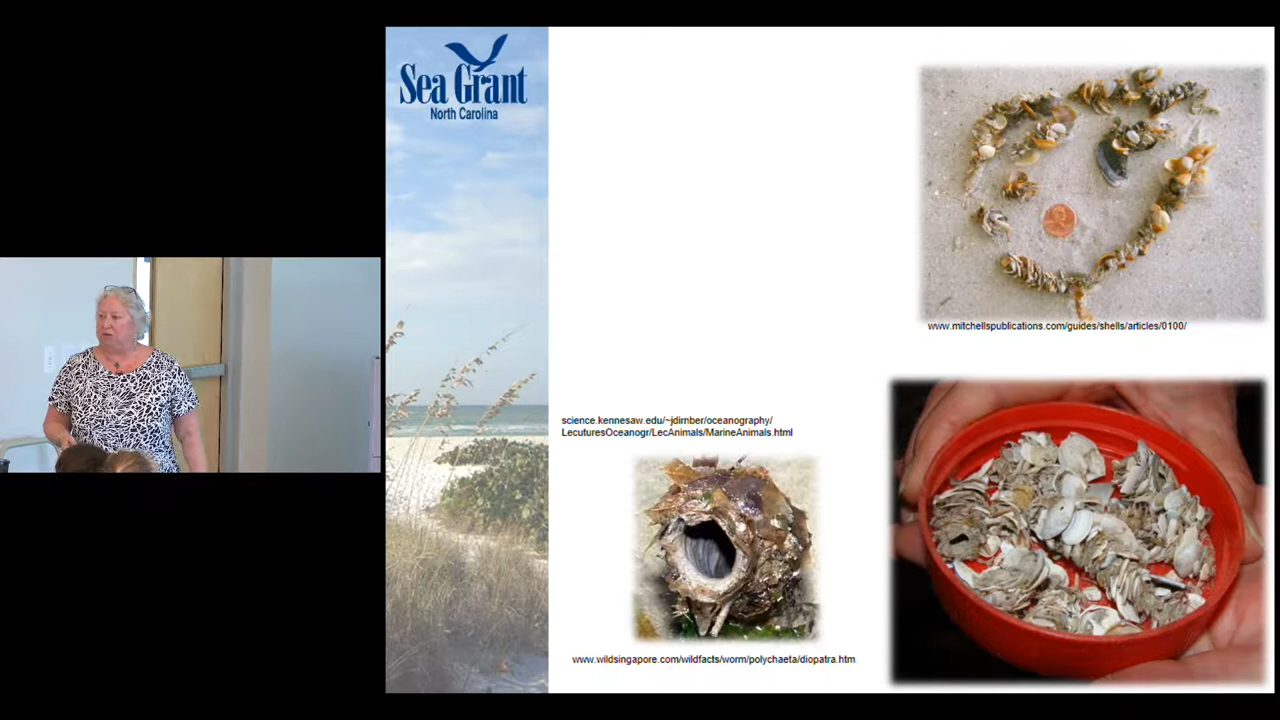 Sea Grant
North Carolina
www.mitchellspublications.com/guides/shells/articles/0100/
science.kennesaw.edu/~jdirnber/oceanography/
LecuturesOceanogr/LecAnimals/MarineAnimals.html
www.wildsingapore.com/wildfacts/worm/polychaeta/diopatra.htm